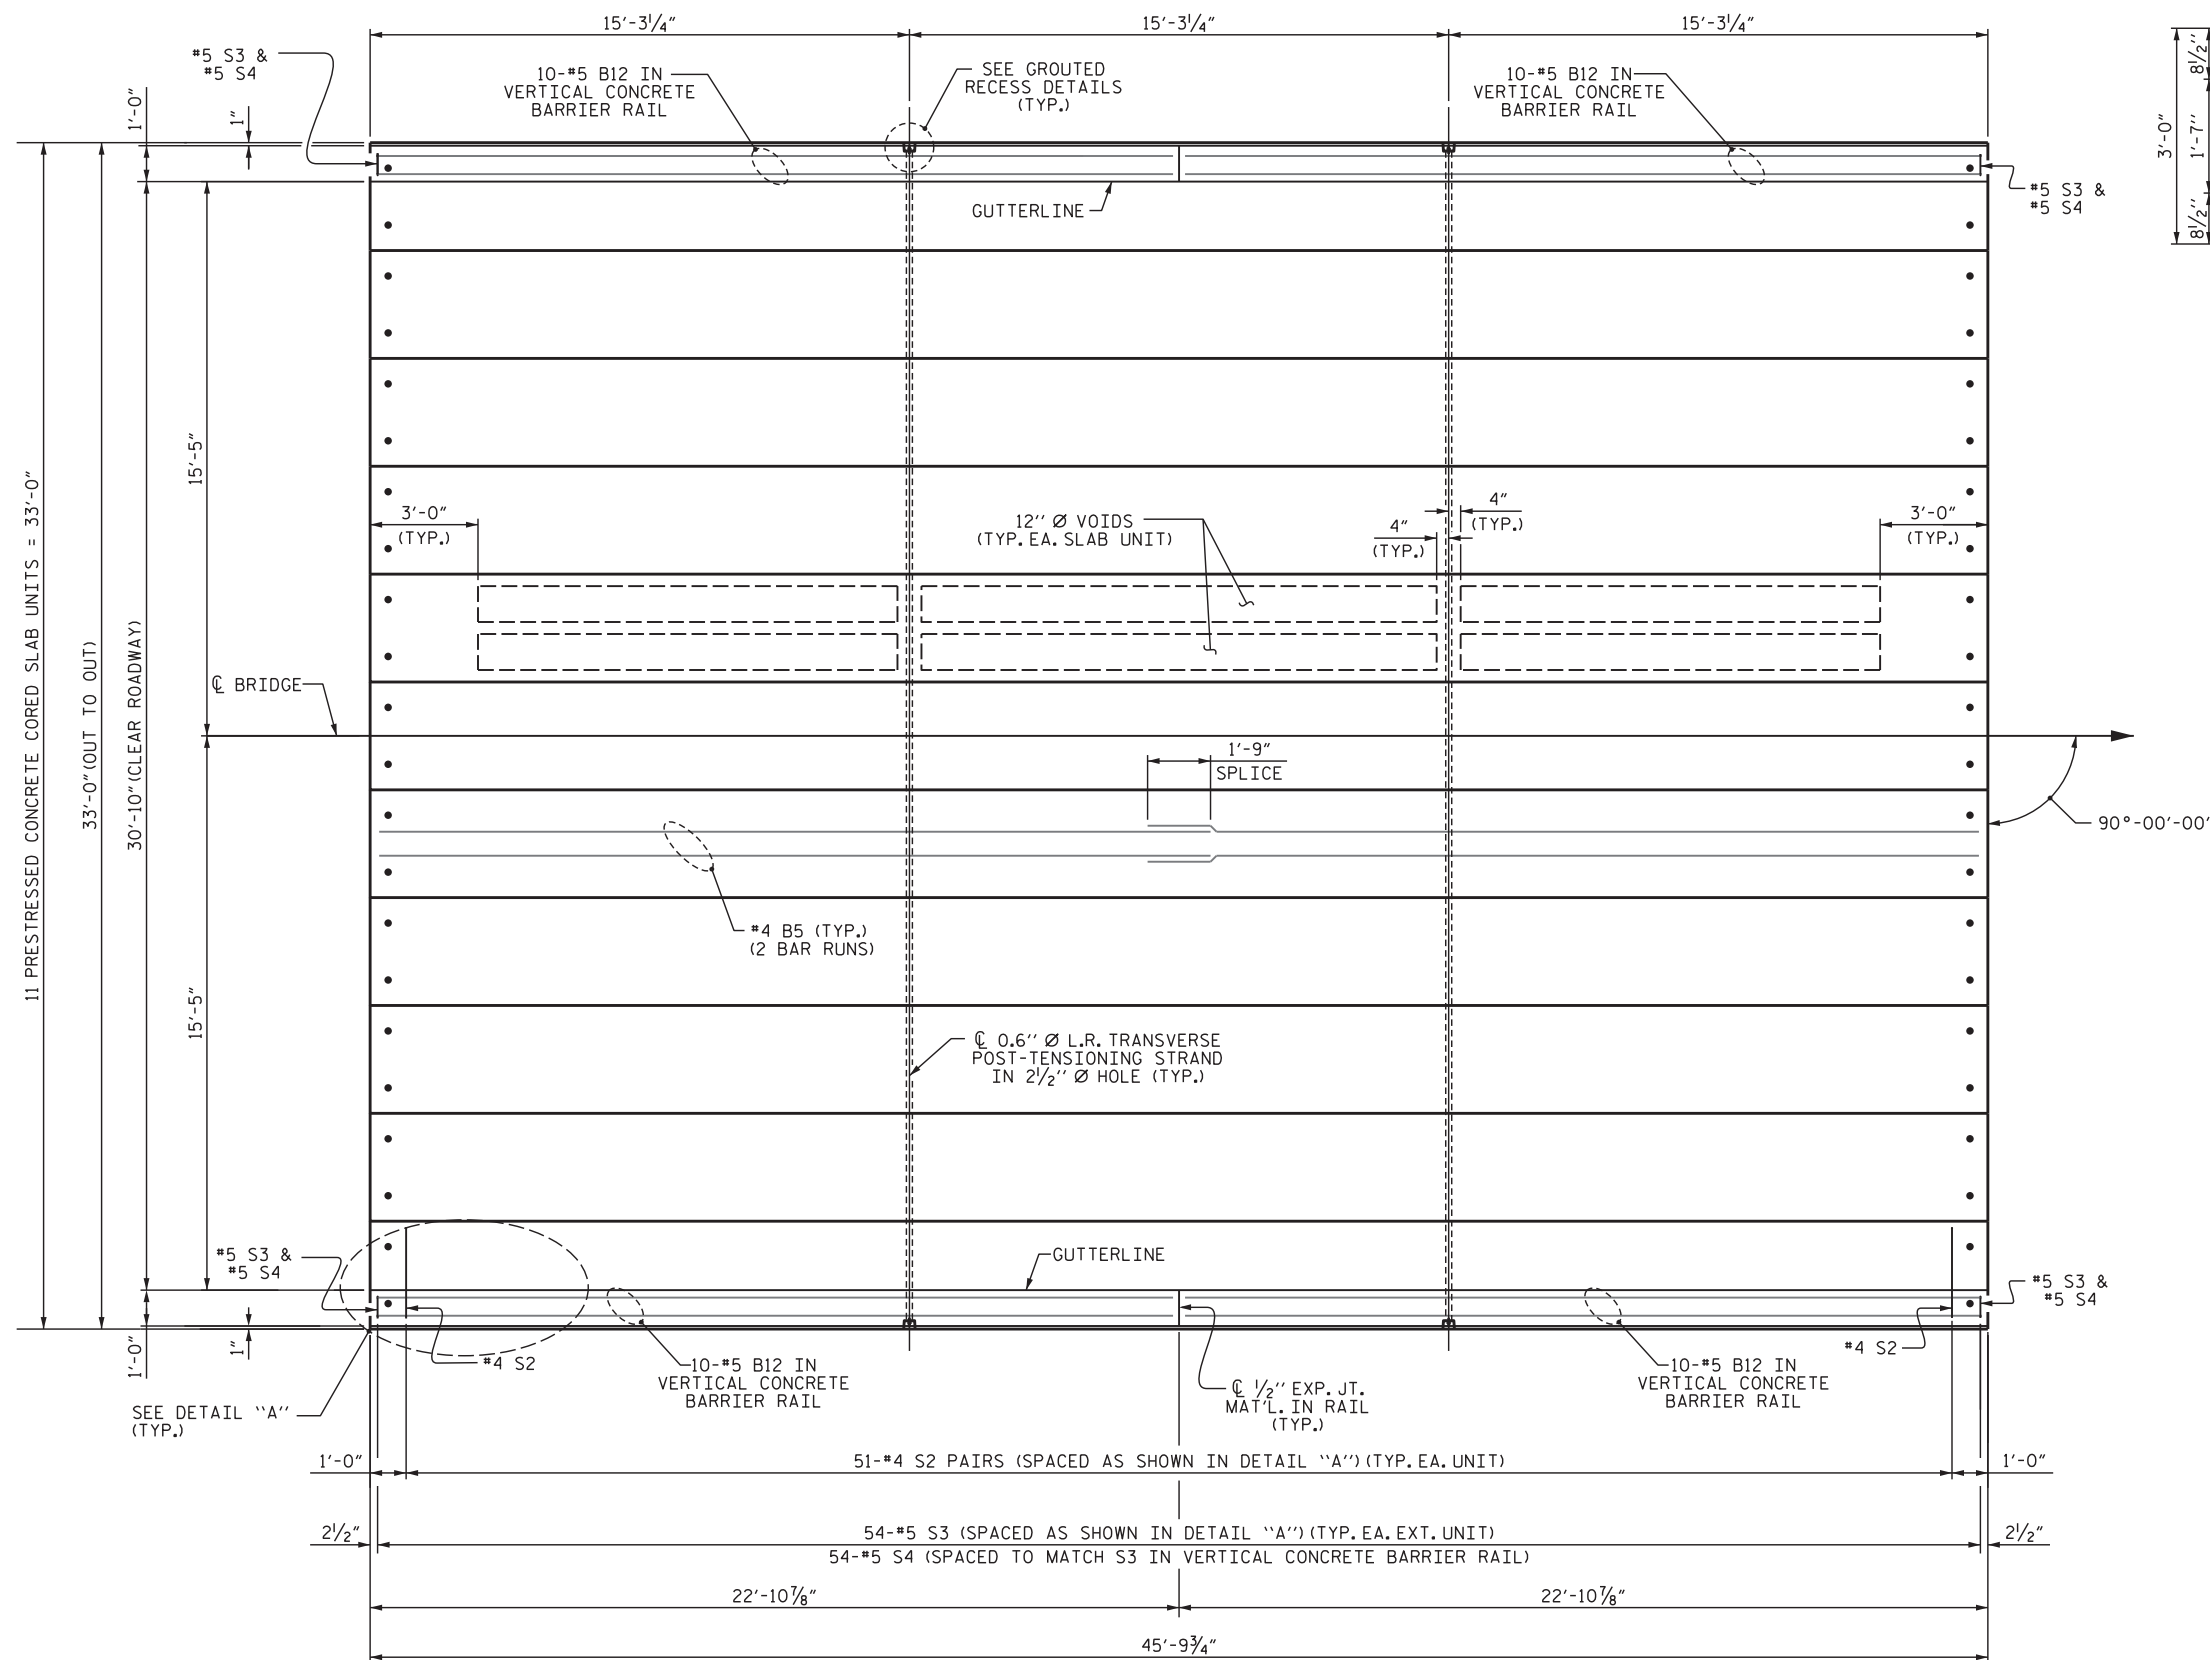 15'-3¼"
15'-3¼"
15'-3¼"
#5 S3 &
#5 S4
10-#5 B12 IN
VERTICAL CONCRETE
BARRIER RAIL
SEE GROUTED
RECESS DETAILS
(TYP.)
10-#5 B12 IN
VERTICAL CONCRETE
BARRIER RAIL
3'-0"
8½"
1'-7"
8½"
1'-0"
1"
#5 S3 &
#5 S4
GUTTERLINE
15'-5"
11 PRESTRESSED CONCRETE CORED SLAB UNITS = 33'-0"
33'-0" (OUT TO OUT)
30'-10" (CLEAR ROADWAY)
3'-0"
(TYP.)
12" Ø VOIDS
(TYP. EA. SLAB UNIT)
4"
(TYP.)
4"
(TYP.)
3'-0"
(TYP.)
℄ BRIDGE
1'-9"
SPLICE
90°-00'-00'
#4 B5 (TYP.)
(2 BAR RUNS)
15'-5"
℄ 0.6" Ø L.R. TRANSVERSE
POST-TENSIONING STRAND
IN 2½" Ø HOLE (TYP.)
#5 S3 &
#5 S4
GUTTERLINE
#5 S3 &
#5 S4
1'-0"
1"
#4 S2
10-#5 B12 IN
VERTICAL CONCRETE
BARRIER RAIL
℄ ½" EXP. JT.
MAT'L. IN RAIL
(TYP.)
10-#5 B12 IN
VERTICAL CONCRETE
BARRIER RAIL
#4 S2
SEE DETAIL "A"
(TYP.)
1'-0"
51-#4 S2 PAIRS (SPACED AS SHOWN IN DETAIL "A") (TYP. EA. UNIT)
1'-0"
2½"
54-#5 S3 (SPACED AS SHOWN IN DETAIL "A") (TYP. EA. EXT. UNIT)
54-#5 S4 (SPACED TO MATCH S3 IN VERTICAL CONCRETE BARRIER RAIL)
2½"
22'-10⅞"
22'-10⅞"
45'-9¾"